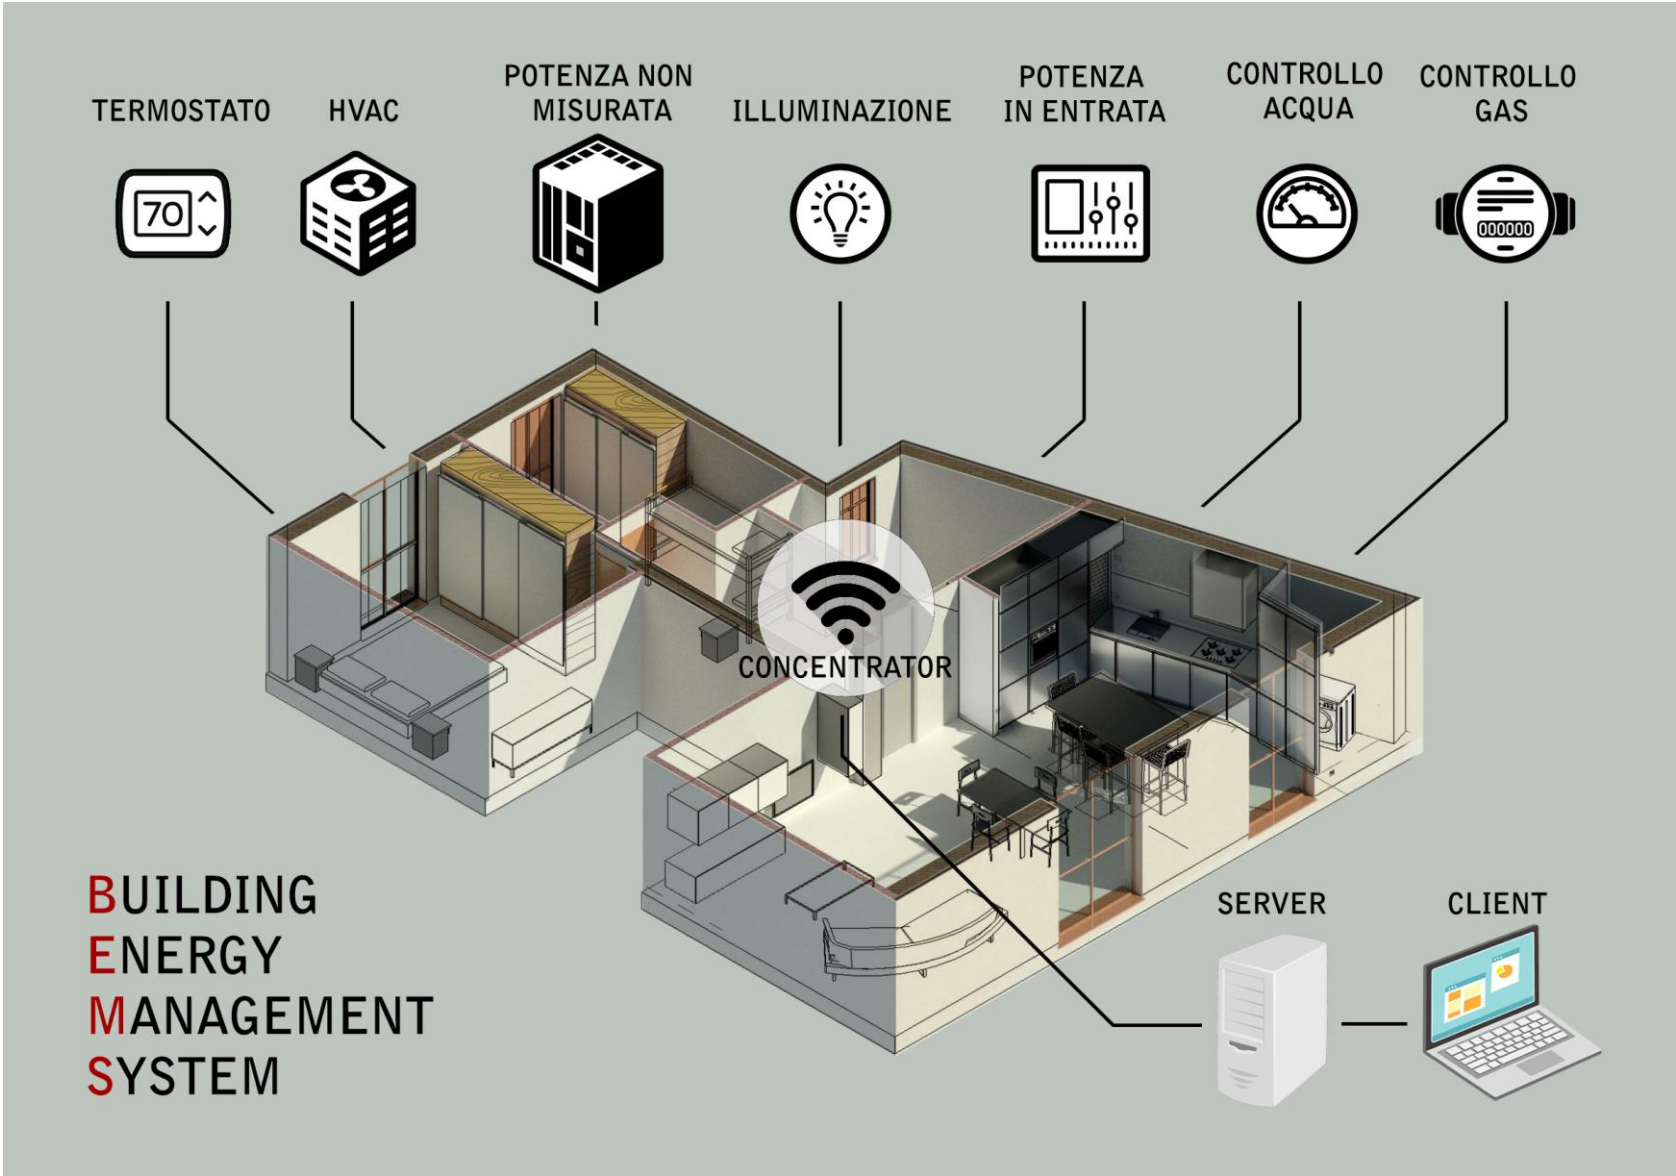 TERMOSTATO
HVAC
POTENZA NON
MISURATA
ILLUMINAZIONE
POTENZA
IN ENTRATA
CONTROLLO
ACQUA
CONTROLLO
GAS
70
000000
CONCENTRATOR
BUILDING
ENERGY
MANAGEMENT
SYSTEM
SERVER
CLIENT